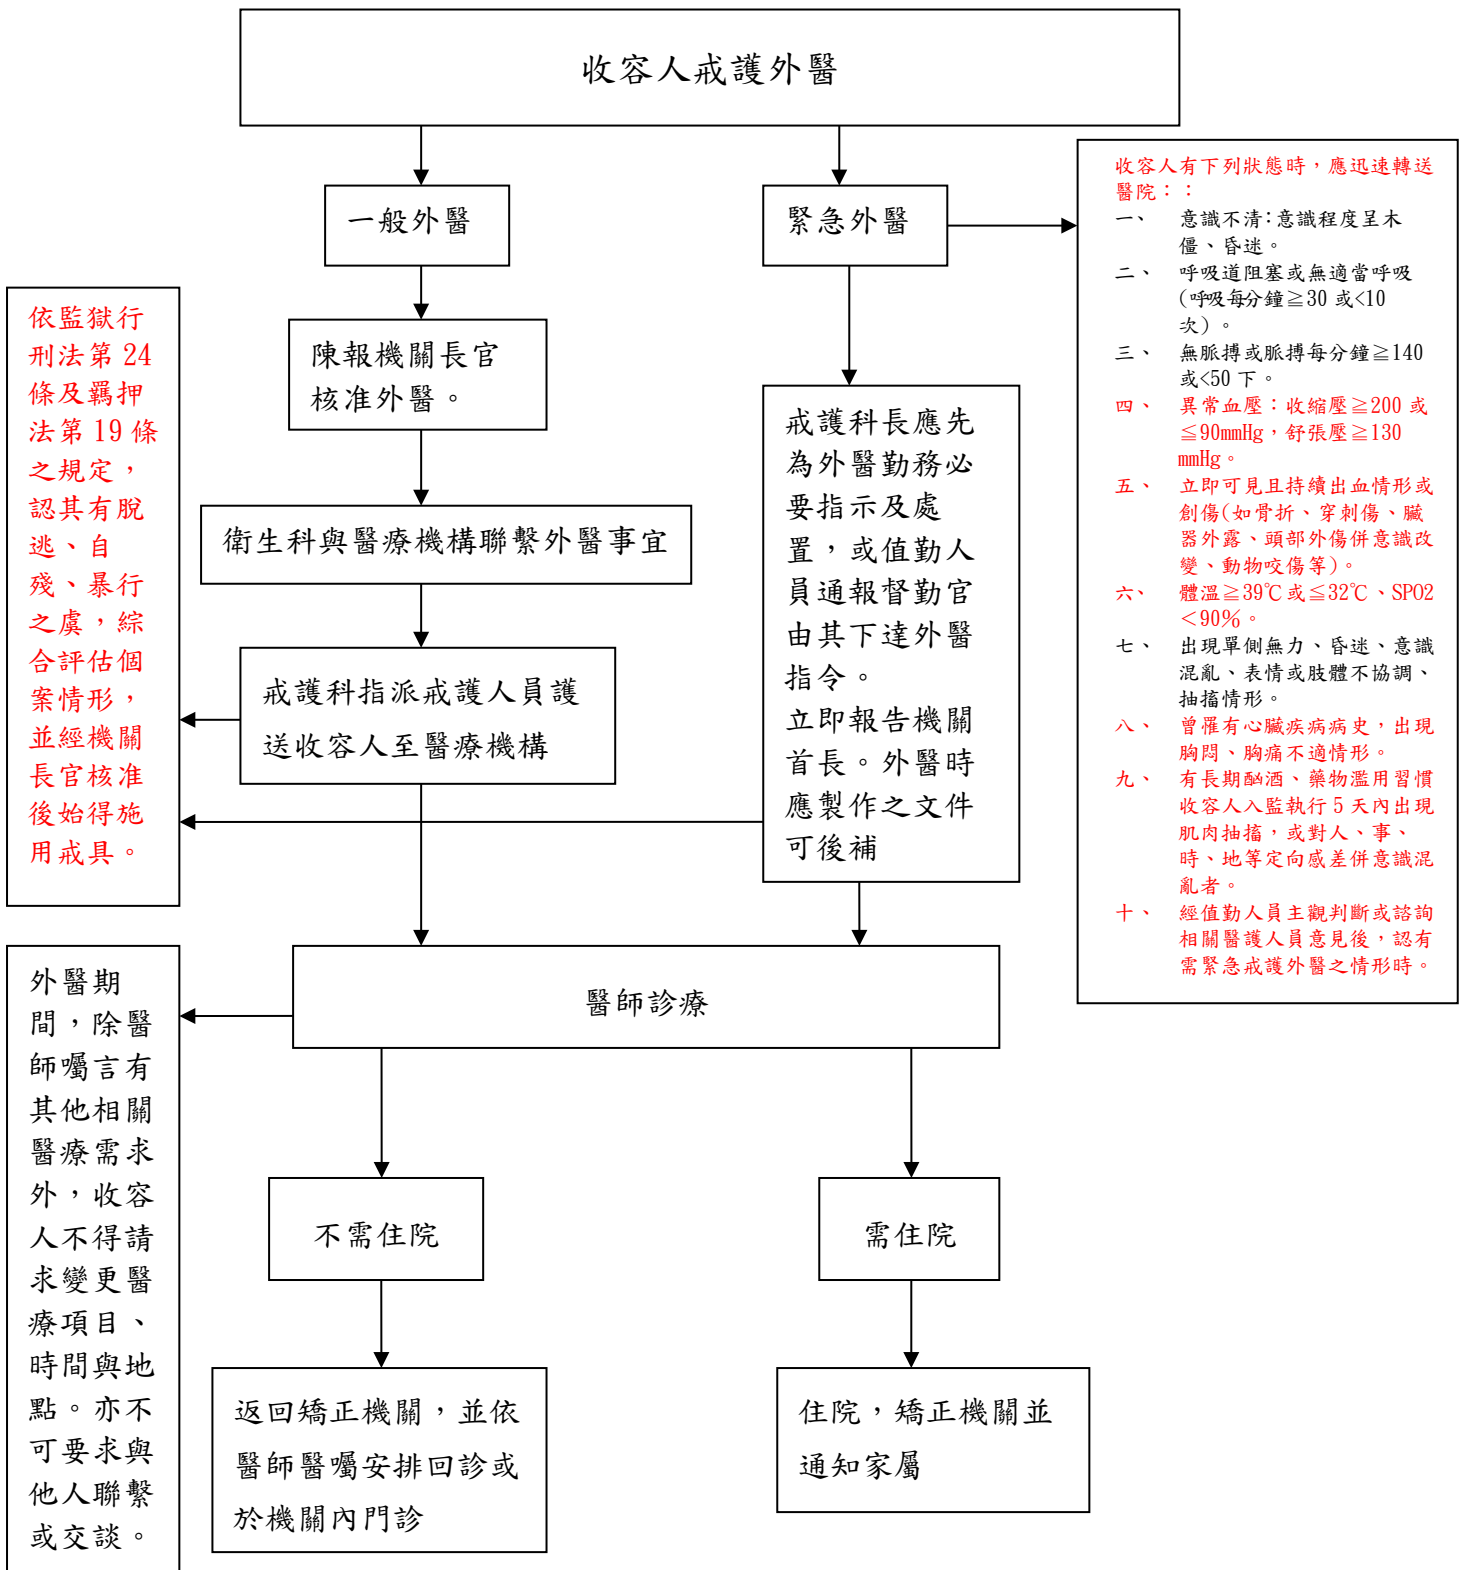 收容人戒護外醫
一般外醫
緊急外醫
收容人有下列狀態時，應迅速轉送
醫院：：
一、 意識不清:意識程度呈木
僵、昏迷。
二、 呼吸道阻塞或無適當呼吸
(呼吸每分鐘≧30 或<10
次)。
三、 無脈搏或脈搏每分鐘≧140
或<50 下。
四、 異常血壓：收縮壓≧200 或
≦90mmHg，舒張壓≧130
mmHg。
五、 立即可見且持續出血情形或
創傷(如骨折、穿刺傷、臟
器外露、頭部外傷併意識改
變、動物咬傷等)。
六、 體溫≧39℃或≦32℃、SPO2
＜90%。
七、 出現單側無力、昏迷、意識
混亂、表情或肢體不協調、
抽搐情形。
八、 曾罹有心臟疾病病史，出現
胸悶、胸痛不適情形。
九、 有長期酗酒、藥物濫用習慣
收容人入監執行 5 天內出現
肌肉抽搐，或對人、事、
時、地等定向感差併意識混
亂者。
十、 經值勤人員主觀判斷或諮詢
相關醫護人員意見後，認有
需緊急戒護外醫之情形時。
依監獄行
刑法第 24
條及羈押
法第 19 條
之規定，
認其有脫
逃、自
殘、暴行
之虞，綜
合評估個
案情形，
並經機關
長官核准
後始得施
用戒具。
陳報機關長官
核准外醫。
衛生科與醫療機構聯繫外醫事宜
戒護科指派戒護人員護
送收容人至醫療機構
戒護科長應先
為外醫勤務必
要指示及處
置，或值勤人
員通報督勤官
由其下達外醫
指令。
立即報告機關
首長。外醫時
應製作之文件
可後補
外醫期
間，除醫
師囑言有
其他相關
醫療需求
外，收容
人不得請
求變更醫
療項目、
時間與地
點。亦不
可要求與
他人聯繫
或交談。
醫師診療
不需住院
需住院
返回矯正機關，並依
醫師醫囑安排回診或
於機關內門診
住院，矯正機關並
通知家屬